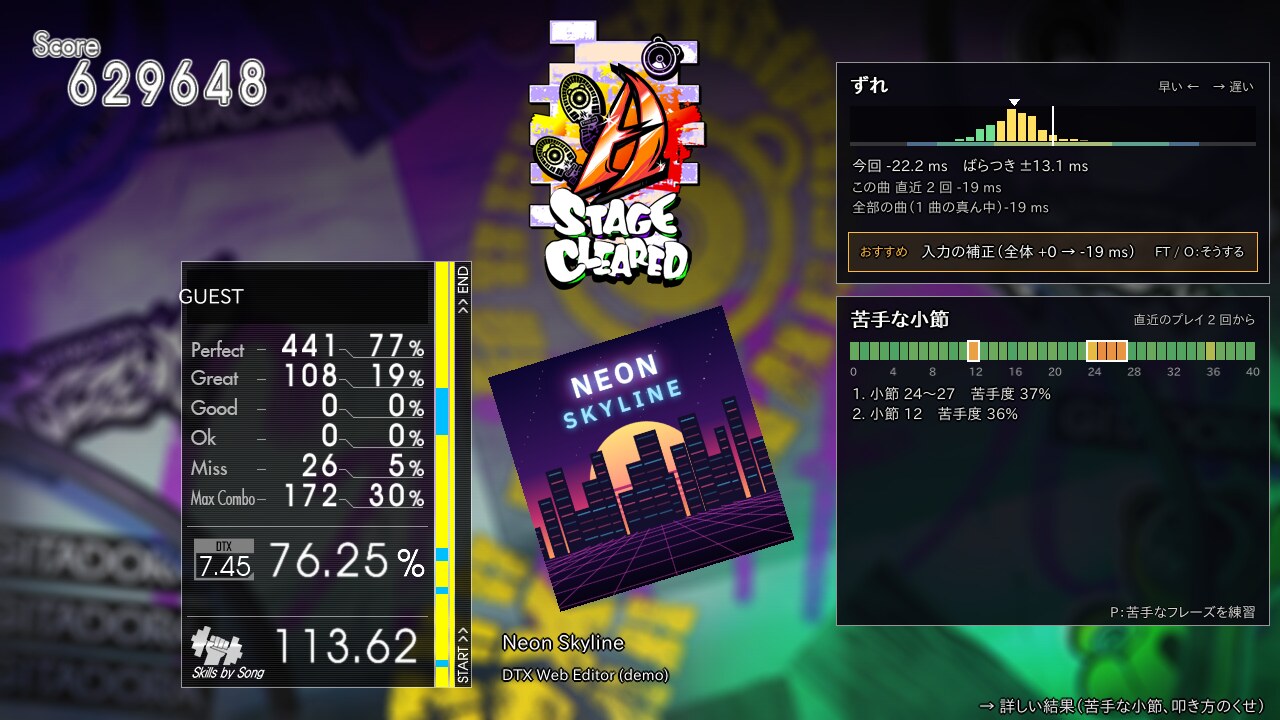 Score
629648
STAGE
CLEARED
GUEST
Perfect – 441 77%
Great – 108 19%
Good – 0 0%
Ok – 0 0%
Miss – 26 5%
Max Combo – 172 30%
DTX
7.45 76.25%
Skills by Song 113.62
>> END
START >>
NEON
SKYLINE
Neon Skyline
DTX Web Editor (demo)
ずれ
早い ← → 遅い
今回 -22.2 ms ばらつき ±13.1 ms
この曲 直近 2 回 -19 ms
全部の曲(1 曲の真ん中) -19 ms
おすすめ 入力の補正(全体 +0 → -19 ms) FT / O:そうする
苦手な小節
直近のプレイ 2 回から
0 4 8 12 16 20 24 28 32 36 40
1. 小節 24〜27 苦手度 37%
2. 小節 12 苦手度 36%
P:苦手なフレーズを練習
→ 詳しい結果(苦手な小節、叩き方のくせ)